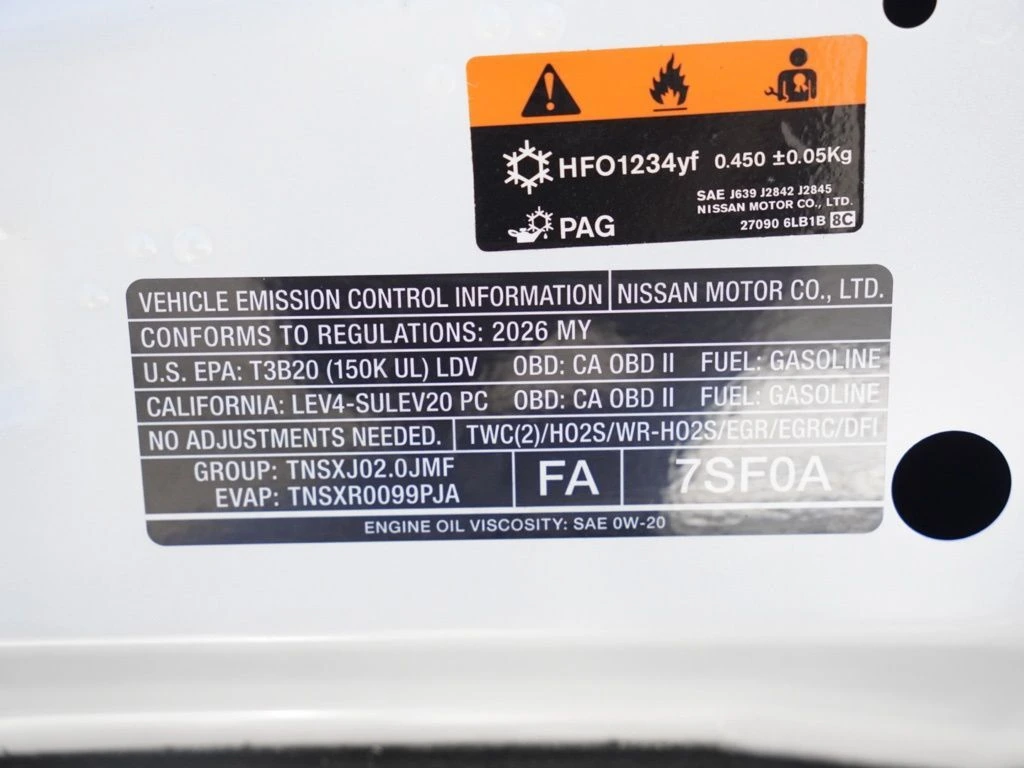 HFO1234yf 0.450 ±0.05Kg
SAE J639 J2842 J2845
NISSAN MOTOR CO., LTD.
PAG
27090 6LB1B 8C
VEHICLE EMISSION CONTROL INFORMATION NISSAN MOTOR CO., LTD.
CONFORMS TO REGULATIONS: 2026 MY
U.S. EPA: T3B20 (150K UL) LDV OBD: CA OBD II FUEL: GASOLINE
CALIFORNIA: LEV4-SULEV20 PC OBD: CA OBD II FUEL: GASOLINE
NO ADJUSTMENTS NEEDED. TWC(2)/HO2S/WR-HO2S/EGR/EGRC/DFI
GROUP: TNSXJ02.0JMF
EVAP: TNSXR0099PJA
FA 7SF0A
ENGINE OIL VISCOSITY: SAE 0W-20